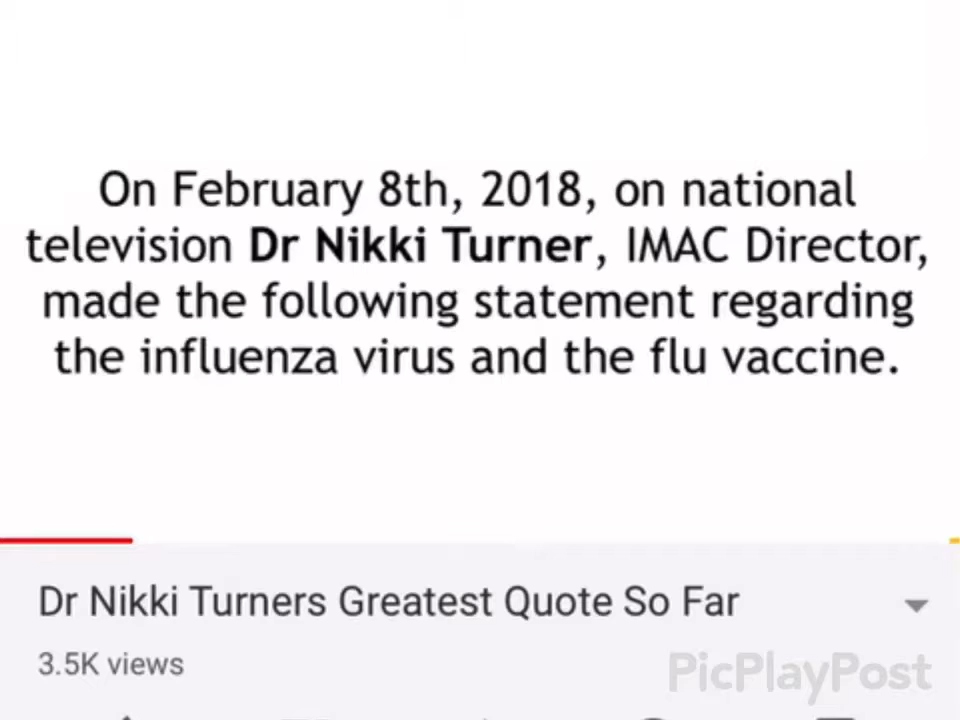 On February 8th, 2018, on national
television Dr Nikki Turner, IMAC Director,
made the following statement regarding
the influenza virus and the flu vaccine.
Dr Nikki Turners Greatest Quote So Far
3.5K views
PicPlayPost